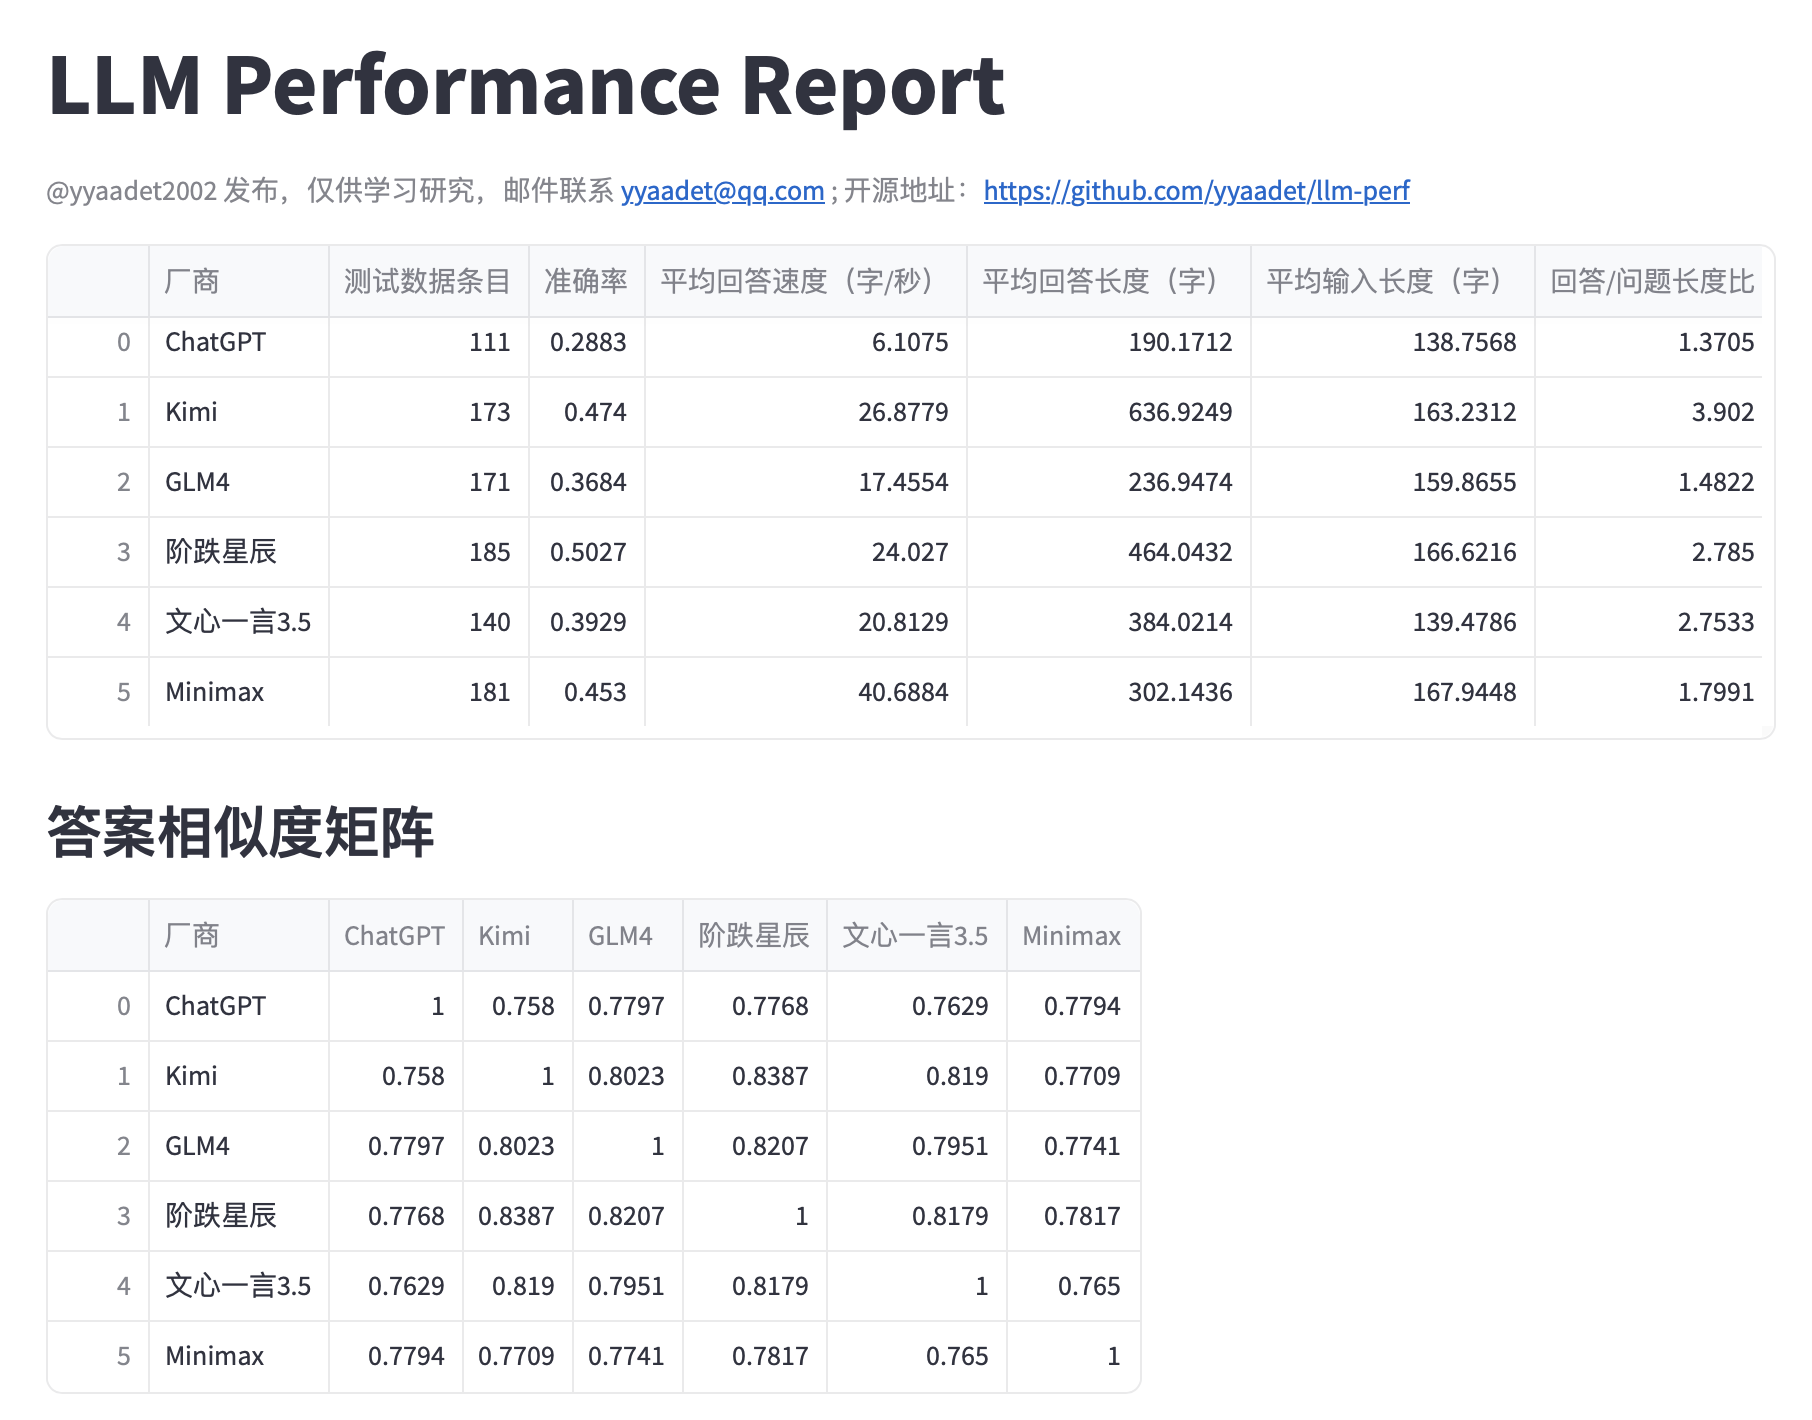 LLM Performance Report
@yyaadet2002 发布，仅供学习研究，邮件联系 yyaadet@qq.com ; 开源地址：https://github.com/yyaadet/llm-perf
厂商 测试数据条目 准确率 平均回答速度（字/秒） 平均回答长度（字） 平均输入长度（字） 回答/问题长度比
0 ChatGPT 111 0.2883 6.1075 190.1712 138.7568 1.3705
1 Kimi 173 0.474 26.8779 636.9249 163.2312 3.902
2 GLM4 171 0.3684 17.4554 236.9474 159.8655 1.4822
3 阶跌星辰 185 0.5027 24.027 464.0432 166.6216 2.785
4 文心一言3.5 140 0.3929 20.8129 384.0214 139.4786 2.7533
5 Minimax 181 0.453 40.6884 302.1436 167.9448 1.7991
答案相似度矩阵
厂商 ChatGPT Kimi GLM4 阶跌星辰 文心一言3.5 Minimax
0 ChatGPT 1 0.758 0.7797 0.7768 0.7629 0.7794
1 Kimi 0.758 1 0.8023 0.8387 0.819 0.7709
2 GLM4 0.7797 0.8023 1 0.8207 0.7951 0.7741
3 阶跌星辰 0.7768 0.8387 0.8207 1 0.8179 0.7817
4 文心一言3.5 0.7629 0.819 0.7951 0.8179 1 0.765
5 Minimax 0.7794 0.7709 0.7741 0.7817 0.765 1